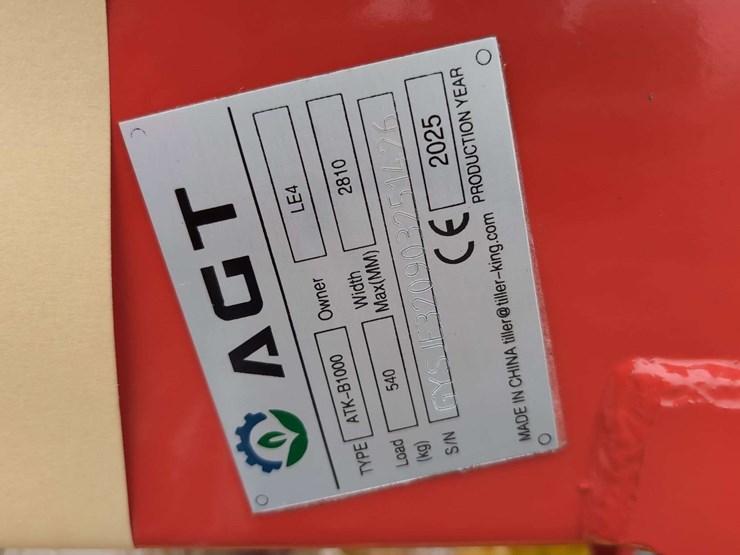 AGT
TYPE ATK-B1000 Owner LE4
Load (kg) 540 Width Max(MM) 2810
S/N
CE 2025
PRODUCTION YEAR
MADE IN CHINA tiller@tiller-king.com